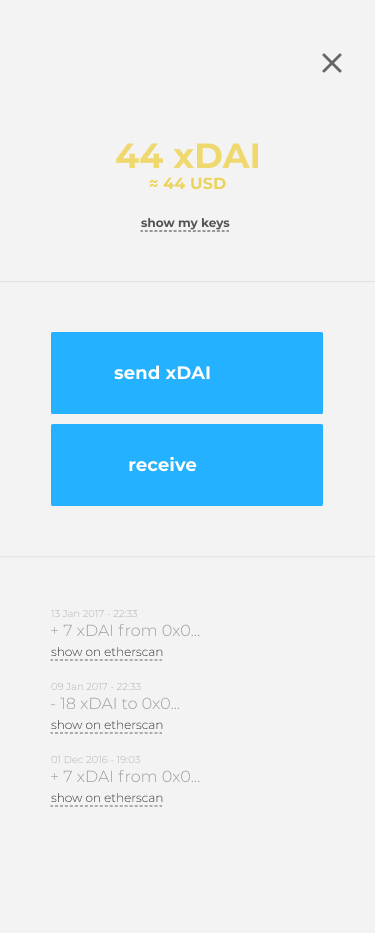 44 xDAI
≈ 44 USD
show my keys
send xDAI
receive
13 Jan 2017 - 22:33
+ 7 xDAI from 0x0...
show on etherscan
09 Jan 2017 - 22:33
- 18 xDAI to 0x0...
show on etherscan
01 Dec 2016 - 19:03
+ 7 xDAI from 0x0...
show on etherscan